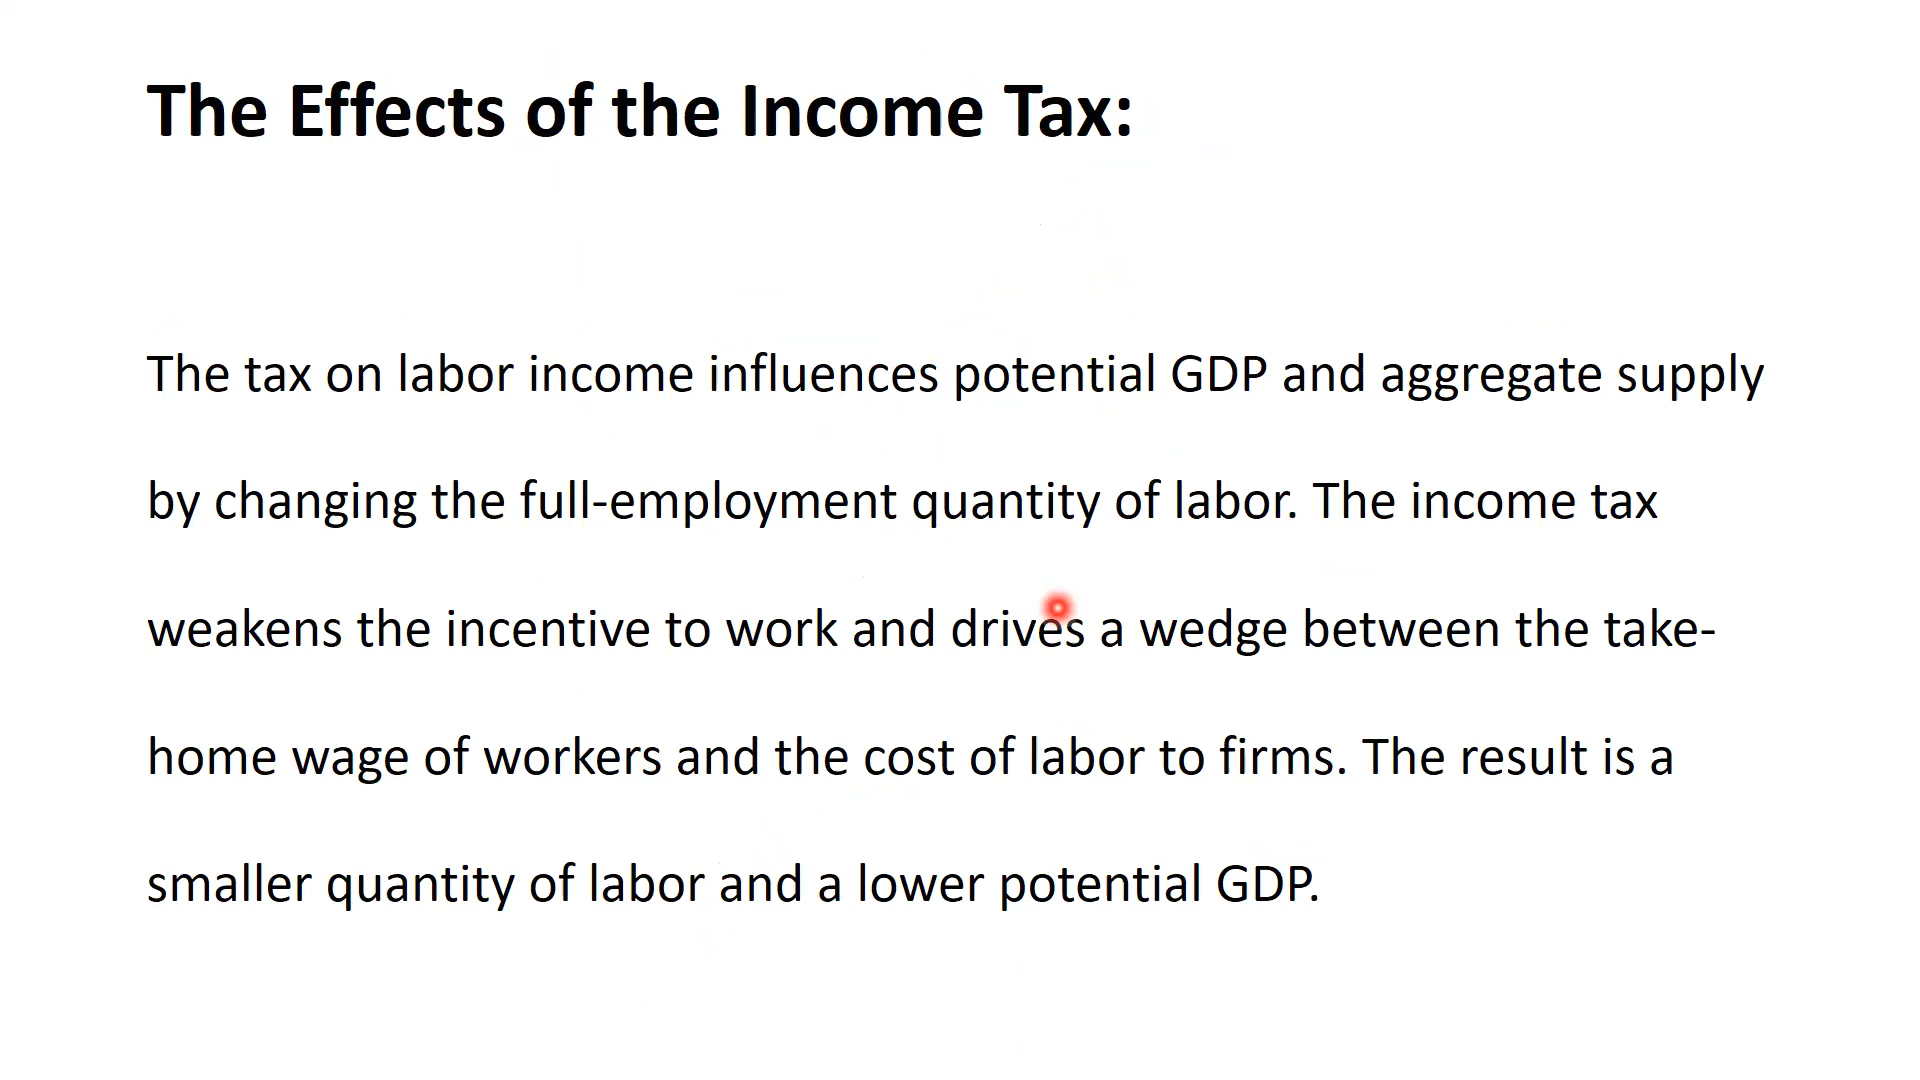 The Effects of the Income Tax:
The tax on labor income influences potential GDP and aggregate supply
by changing the full-employment quantity of labor. The income tax
weakens the incentive to work and drives a wedge between the take-
home wage of workers and the cost of labor to firms. The result is a
smaller quantity of labor and a lower potential GDP.